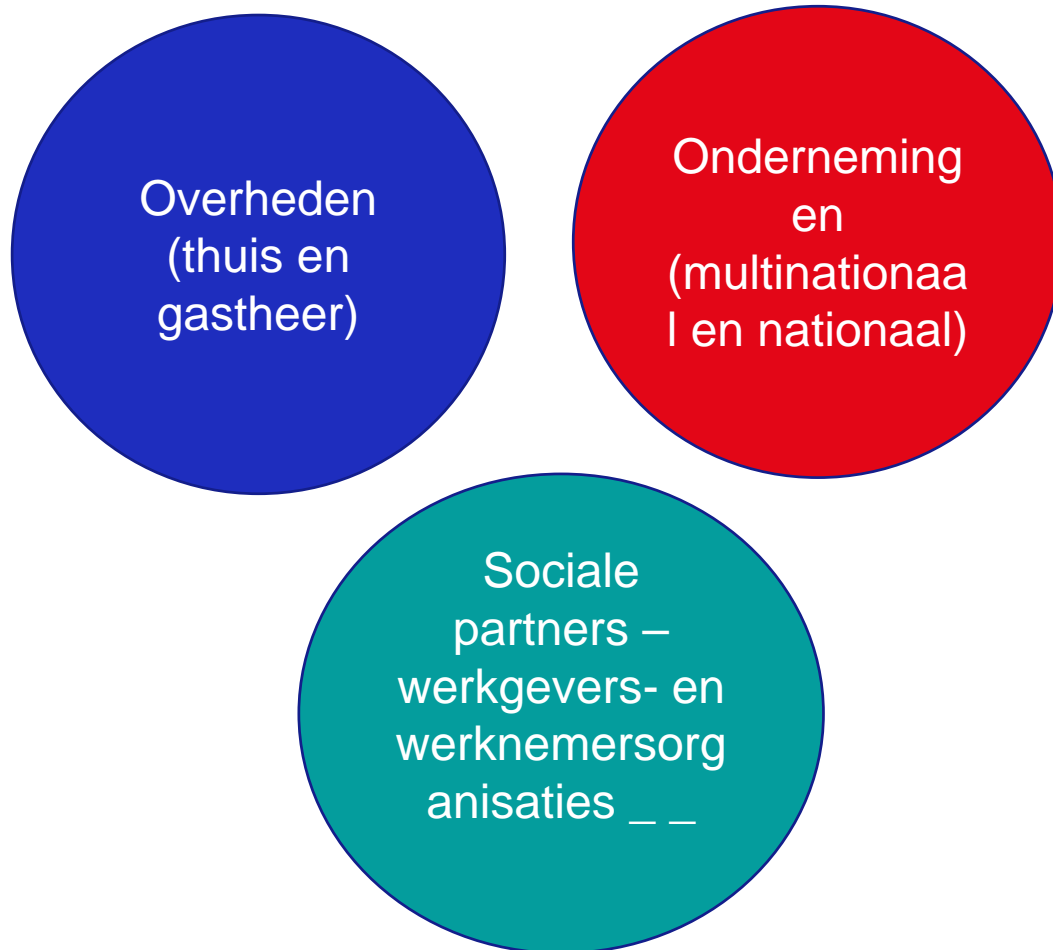 Overheden
(thuis en
gastheer)
Onderneming
en
(multinationaa
l en nationaal)
Sociale
partners –
werkgevers- en
werknemersorg
anisaties _ _